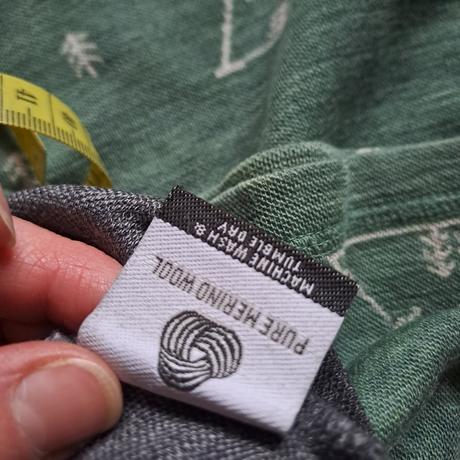 PURE MERINO WOOL
MACHINE WASH &
TUMBLE DRY